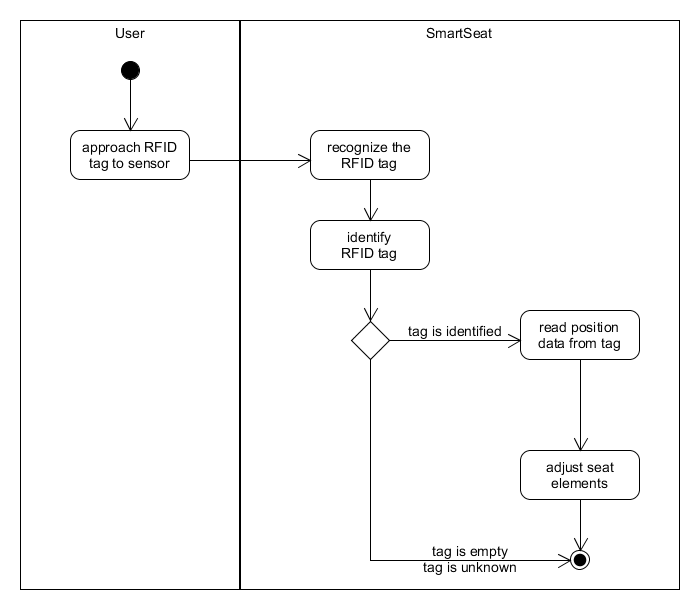 User
SmartSeat
approach RFID
tag to sensor
recognize the
RFID tag
identify
RFID tag
tag is identified
read position
data from tag
adjust seat
elements
tag is empty
tag is unknown